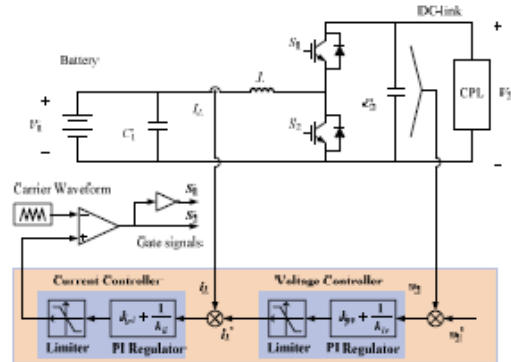 DC-link
S1
Battery
+
+
L
V1
C1
IL
S2
C2
CPL
V2
−
−
Carrier Waveform
S1
S2
Gate signals
Current Controller
iL
Voltage Controller
v2
Limiter
PI Regulator
iL*
Limiter
PI Regulator
v2*